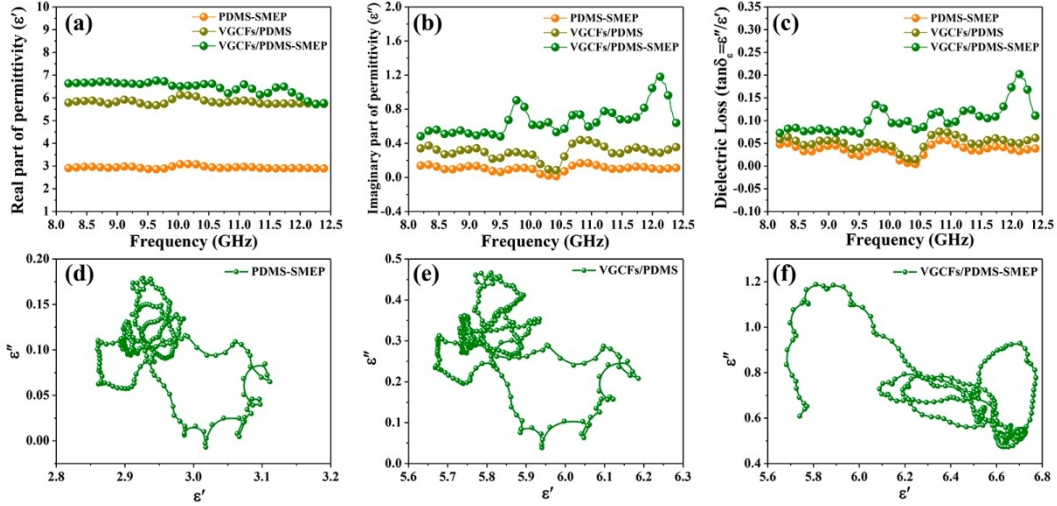 Real part of permittivity (ε′)
10
9
8
7
6
5
4
3
2
1
(a)
PDMS-SMEP
VGCFs/PDMS
VGCFs/PDMS-SMEP
8.0 8.5 9.0 9.5 10.0 10.5 11.0 11.5 12.0 12.5
Frequency (GHz)
Imaginary part of permittivity (ε″)
2.0
1.6
1.2
0.8
0.4
0.0
-0.4
(b)
PDMS-SMEP
VGCFs/PDMS
VGCFs/PDMS-SMEP
8.0 8.5 9.0 9.5 10.0 10.5 11.0 11.5 12.0 12.5
Frequency (GHz)
Dielectric Loss (tanδε=ε″/ε′)
0.35
0.30
0.25
0.20
0.15
0.10
0.05
0.00
-0.05
-0.10
(c)
PDMS-SMEP
VGCFs/PDMS
VGCFs/PDMS-SMEP
8.0 8.5 9.0 9.5 10.0 10.5 11.0 11.5 12.0 12.5
Frequency (GHz)
ε″
0.20
0.15
0.10
0.05
0.00
(d)
PDMS-SMEP
2.8 2.9 3.0 3.1 3.2
ε′
ε″
0.5
0.4
0.3
0.2
0.1
0.0
(e)
VGCFs/PDMS
5.6 5.7 5.8 5.9 6.0 6.1 6.2 6.3
ε′
ε″
1.2
1.0
0.8
0.6
0.4
(f)
VGCFs/PDMS-SMEP
5.6 5.8 6.0 6.2 6.4 6.6 6.8
ε′